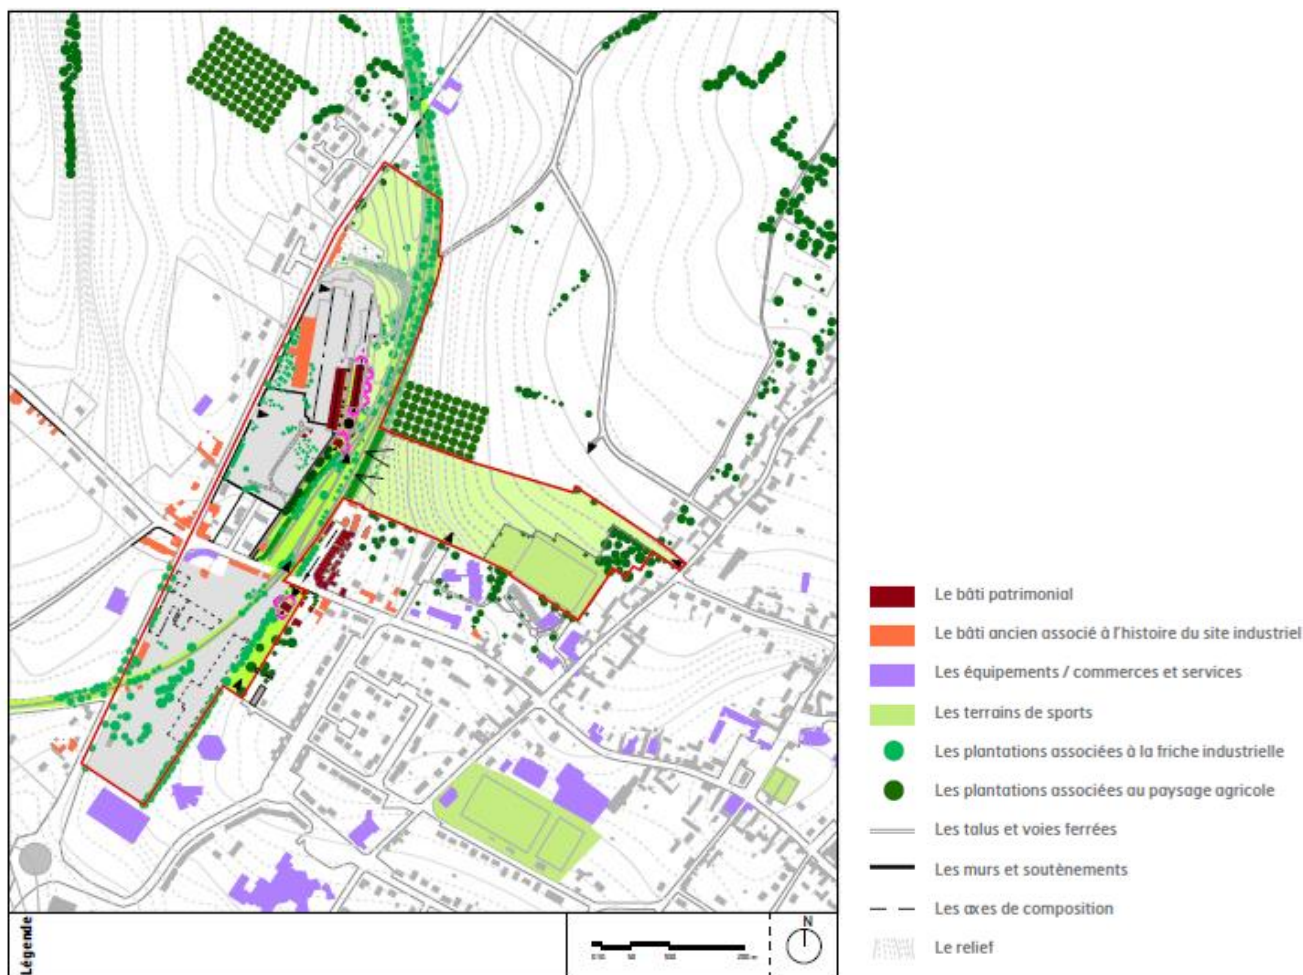 Le bâti patrimonial
Le bâti ancien associé à l'histoire du site industriel
Les équipements / commerces et services
Les terrains de sports
Les plantations associées à la friche industrielle
Les plantations associées au paysage agricole
Les talus et voies ferrées
Les murs et soutènements
Les axes de composition
Le relief
Légende
N